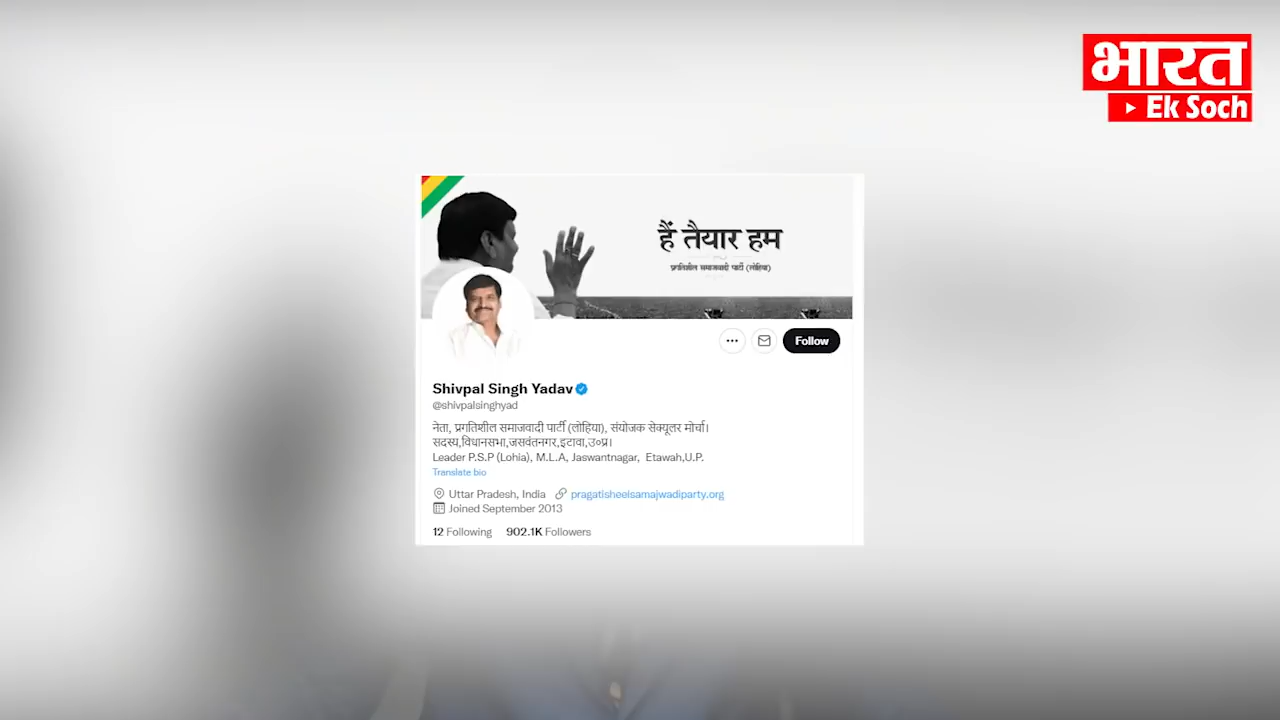 भारत
Ek Soch
हैं तैयार हम
प्रगतिशील समाजवादी पार्टी (लोहिया)
Follow
Shivpal Singh Yadav
@shivpalsinghyad
नेता, प्रगतिशील समाजवादी पार्टी (लोहिया), संयोजक सेक्यूलर मोर्चा।
सदस्य,विधानसभा,जसवंतनगर,इटावा,उ०प्र।
Leader P.S.P (Lohia), M.L.A, Jaswantnagar, Etawah,U.P.
Translate bio
Uttar Pradesh, India pragatisheelsamajwadiparty.org
Joined September 2013
12 Following 902.1K Followers